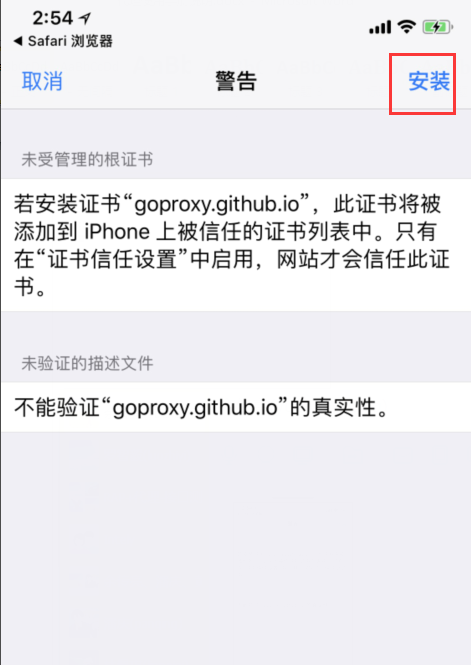 2:54
Safari 浏览器
取消 警告 安装
未受管理的根证书
若安装证书“goproxy.github.io”，此证书将被
添加到 iPhone 上被信任的证书列表中。只有
在“证书信任设置”中启用，网站才会信任此证
书。
未验证的描述文件
不能验证“goproxy.github.io”的真实性。